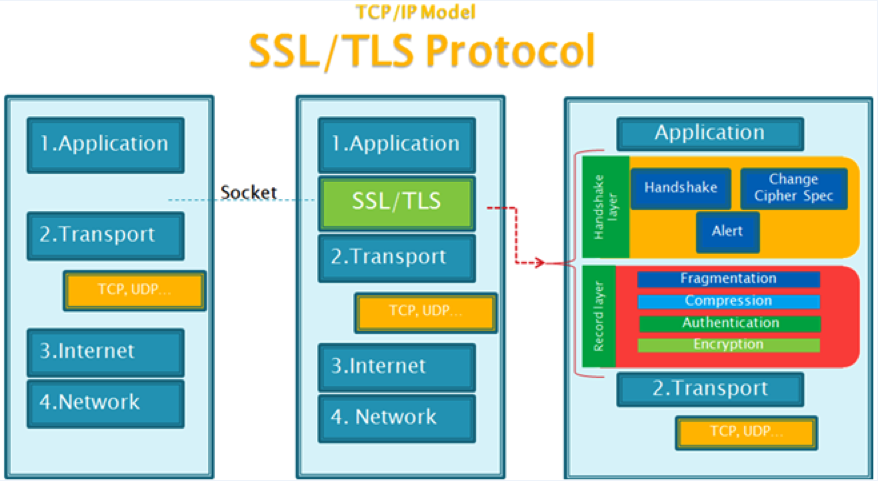 TCP/IP Model
SSL/TLS Protocol
1.Application
Socket
2.Transport
TCP, UDP...
3.Internet
4.Network
1.Application
SSL/TLS
2.Transport
TCP, UDP...
3.Internet
4. Network
Application
Handshake
layer
Handshake
Change
Cipher Spec
Alert
Record layer
Fragmentation
Compression
Authentication
Encryption
2.Transport
TCP, UDP...